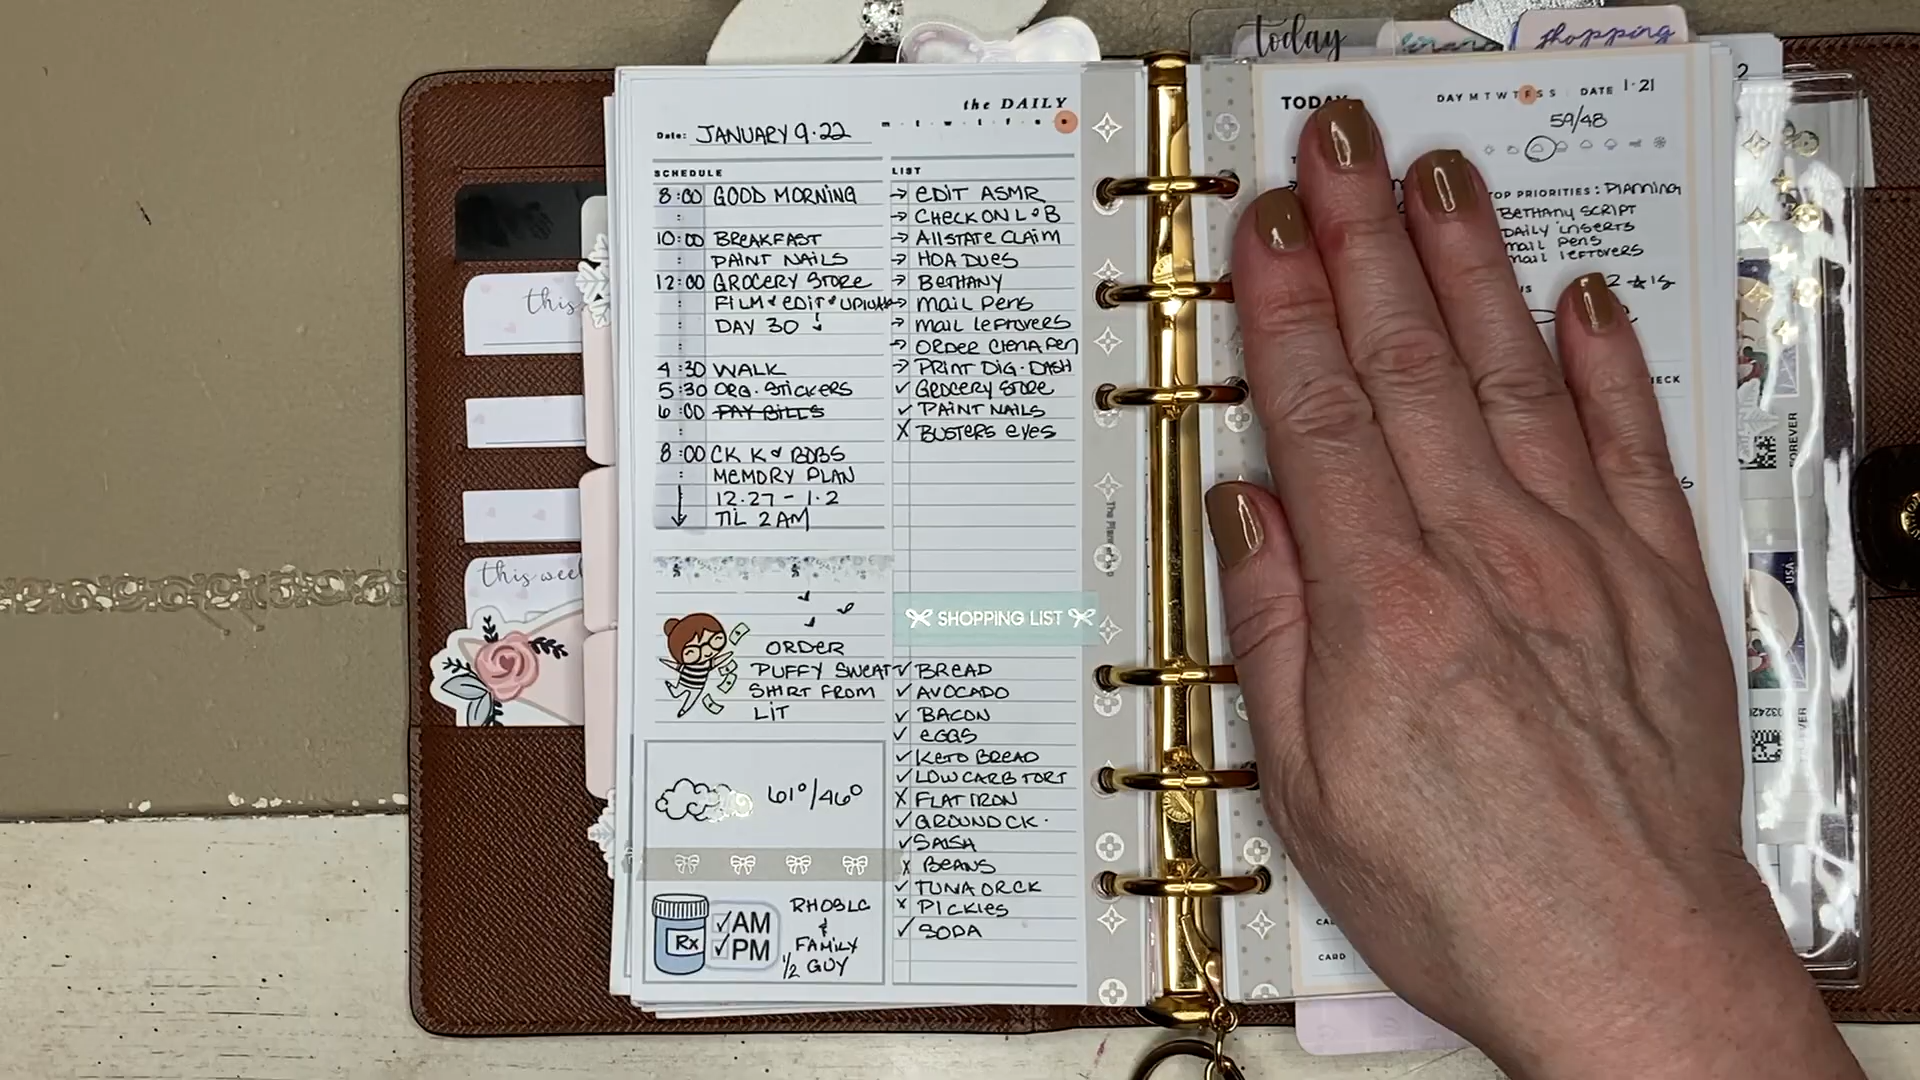 today
shopping
the DAILY
m · t · w · t · f · s
Date: JANUARY 9.22
SCHEDULE
8:00 GOOD MORNING
10:00 BREAKFAST
: PAINT NAILS
12:00 GROCERY STORE
: FILM & EDIT & UPLOAD
: DAY 30
4:30 WALK
5:30 ORG. STICKERS
6:00 PAY BILLS
8:00 CK K & BOBS
: MEMORY PLAN
12.27 - 1.2
TIL 2 AM
ORDER
PUFFY SWEAT
SHIRT FROM
LIT
61°/46°
Rx
✓AM
✓PM
RHOSLC
&
FAMILY
1/2 GUY
LIST
→ EDIT ASMR
→ CHECK ON L & B
→ AllSTATE CLAIM
→ HOA DUES
→ BETHANY
→ MAIL PENS
→ MAIL LEFTOVERS
→ ORDER
→ PRINT DIG. DASH
✓ GROCERY STORE
✓ PAINT NAILS
X BUSTERS EYES
SHOPPING LIST
✓ BREAD
✓ AVOCADO
✓ BACON
✓ EGGS
✓ KETO BREAD
✓ LOW CARB TORT
X FLAT IRON
✓ GROUND CK.
✓ SALSA
X BEANS
✓ TUNA OR CK
X PICKLES
✓ SODA
this
this week
TODAY
DAY M T W T F S S DATE 1·21
59/48
TOP PRIORITIES: PLANNING
BETHANY SCRIPT
DAILY INSERTS
MAIL PENS
MAIL LEFTOVERS
CARD
FOREVER
USA